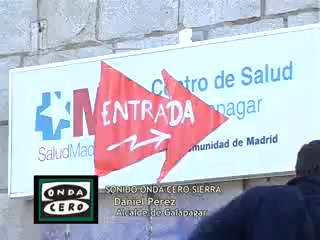 Centro de Salud
ENTRADA
Galapagar
SaludMad
Comunidad de Madrid
SONIDO ONDA CERO SIERRA
Daniel Pérez
Alcalde de Galapagar
ONDA
CERO